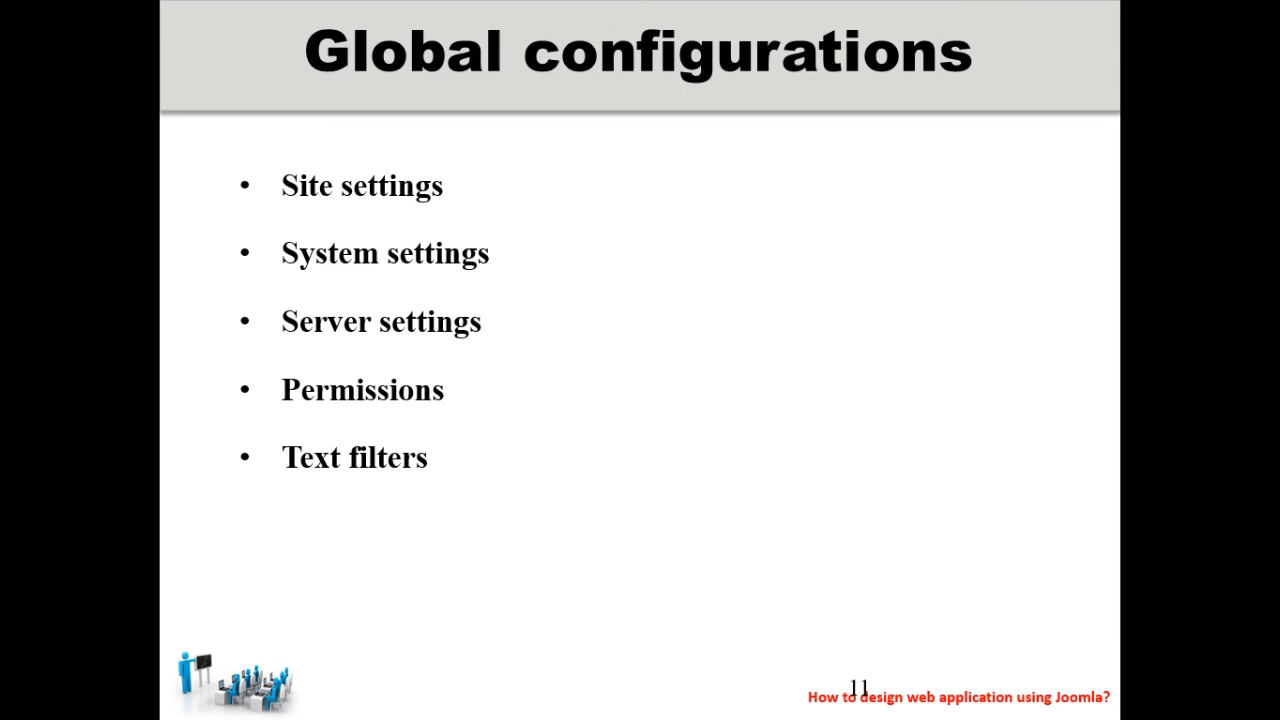 Global configurations
• Site settings
• System settings
• Server settings
• Permissions
• Text filters
11
How to design web application using Joomla?